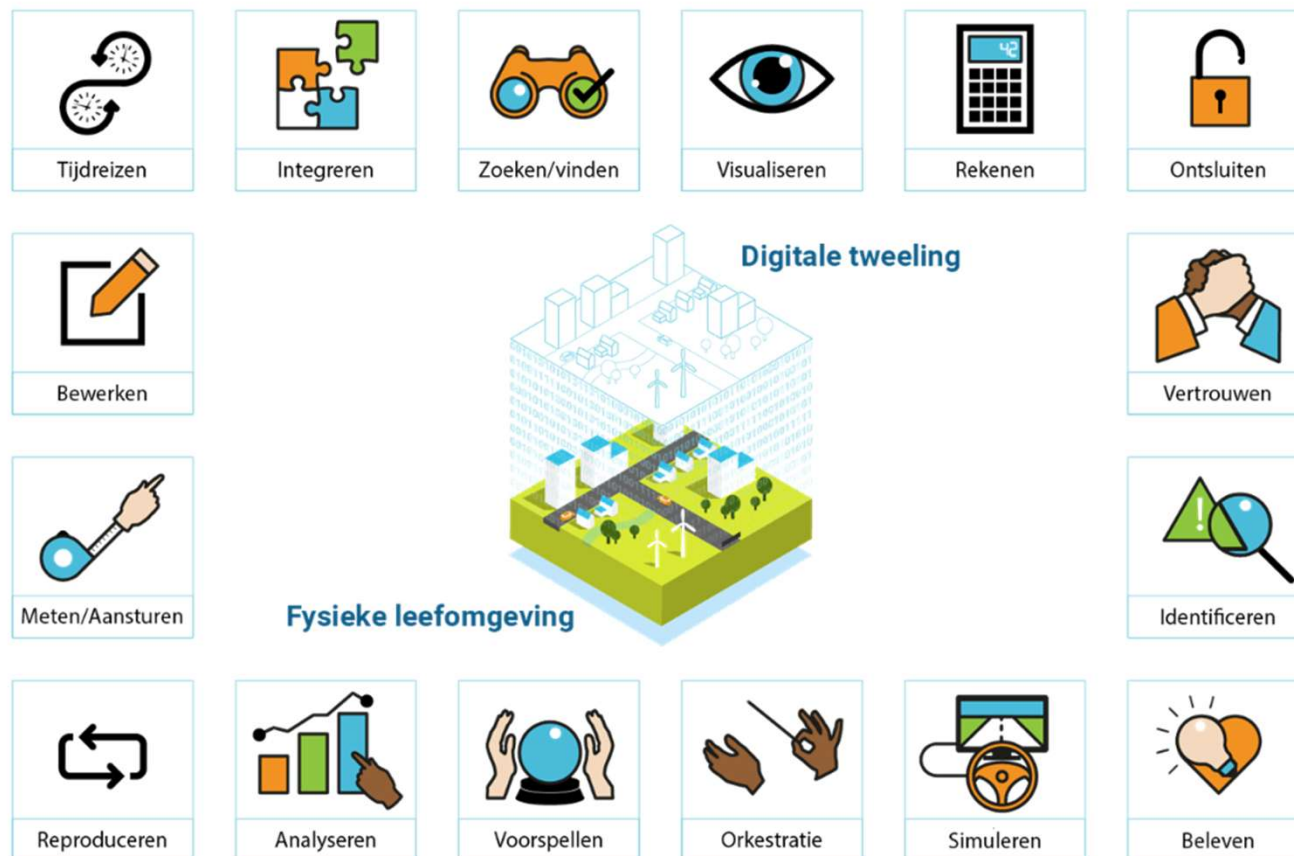 42
Tijdreizen
Integreren
Zoeken/vinden
Visualiseren
Rekenen
Ontsluiten
Digitale tweeling
Bewerken
Vertrouwen
Meten/Aansturen
Fysieke leefomgeving
!
Identificeren
Reproduceren
Analyseren
Voorspellen
Orkestratie
Simuleren
Beleven